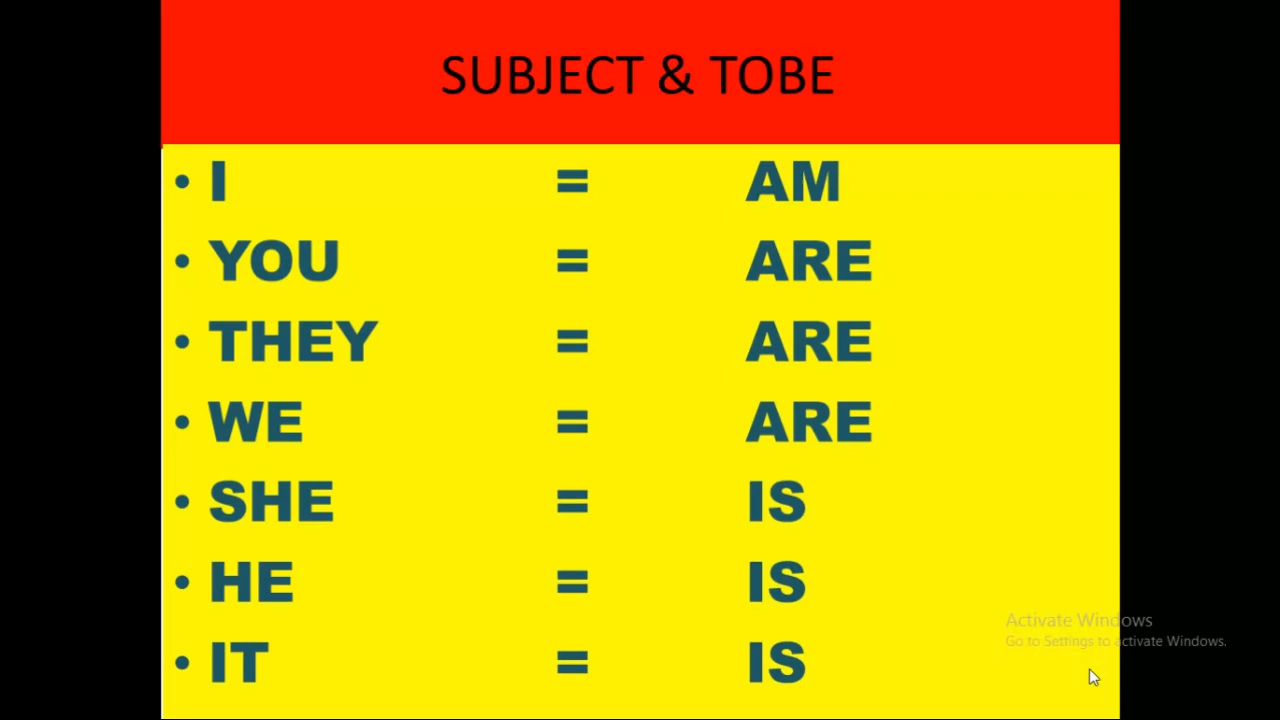 SUBJECT & TOBE
• I = AM
• YOU = ARE
• THEY = ARE
• WE = ARE
• SHE = IS
• HE = IS
• IT = IS
Activate Windows
Go to Settings to activate Windows.